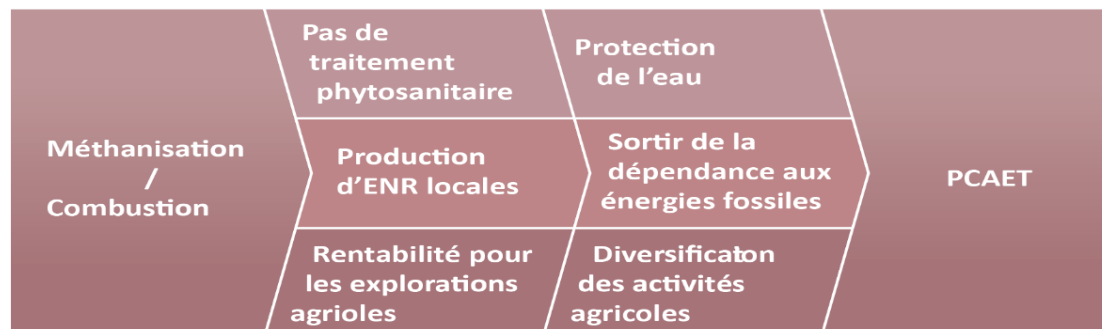 Méthanisation
/
Combustion
Pas de
traitement
phytosanitaire
Production
d'ENR locales
Rentabilité pour
les explorations
agrioles
Protection
de l'eau
Sortir de la
dépendance aux
énergies fossiles
Diversificaton
des activités
agricoles
PCAET